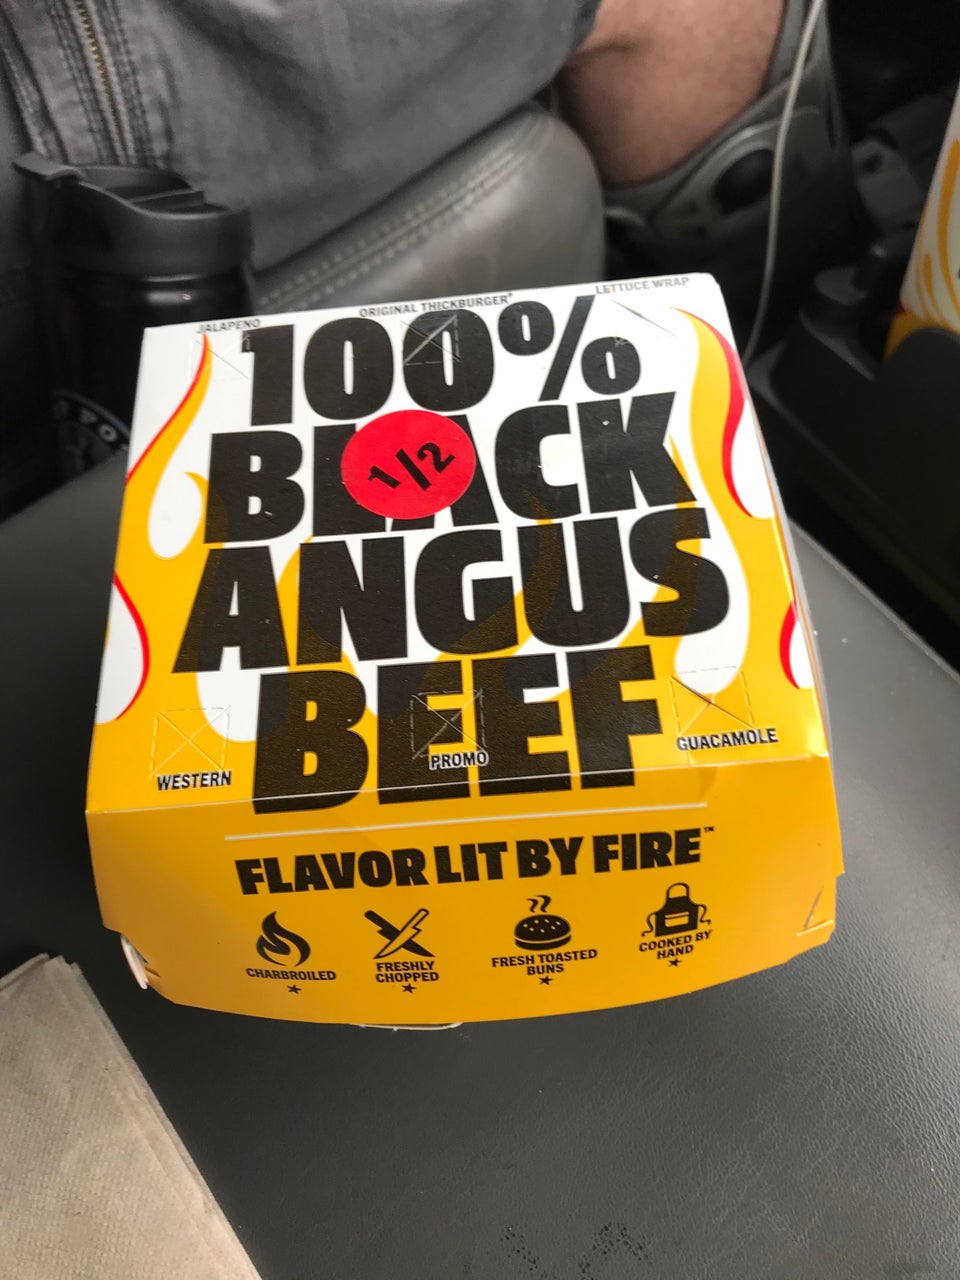 JALAPENO
ORIGINAL THICKBURGER®
LETTUCE WRAP
100%
BLACK
1/2
ANGUS
BEEF
WESTERN
PROMO
GUACAMOLE
FLAVOR LIT BY FIRE™
CHARBROILED
FRESHLY
CHOPPED
FRESH TOASTED
BUNS
COOKED BY
HAND